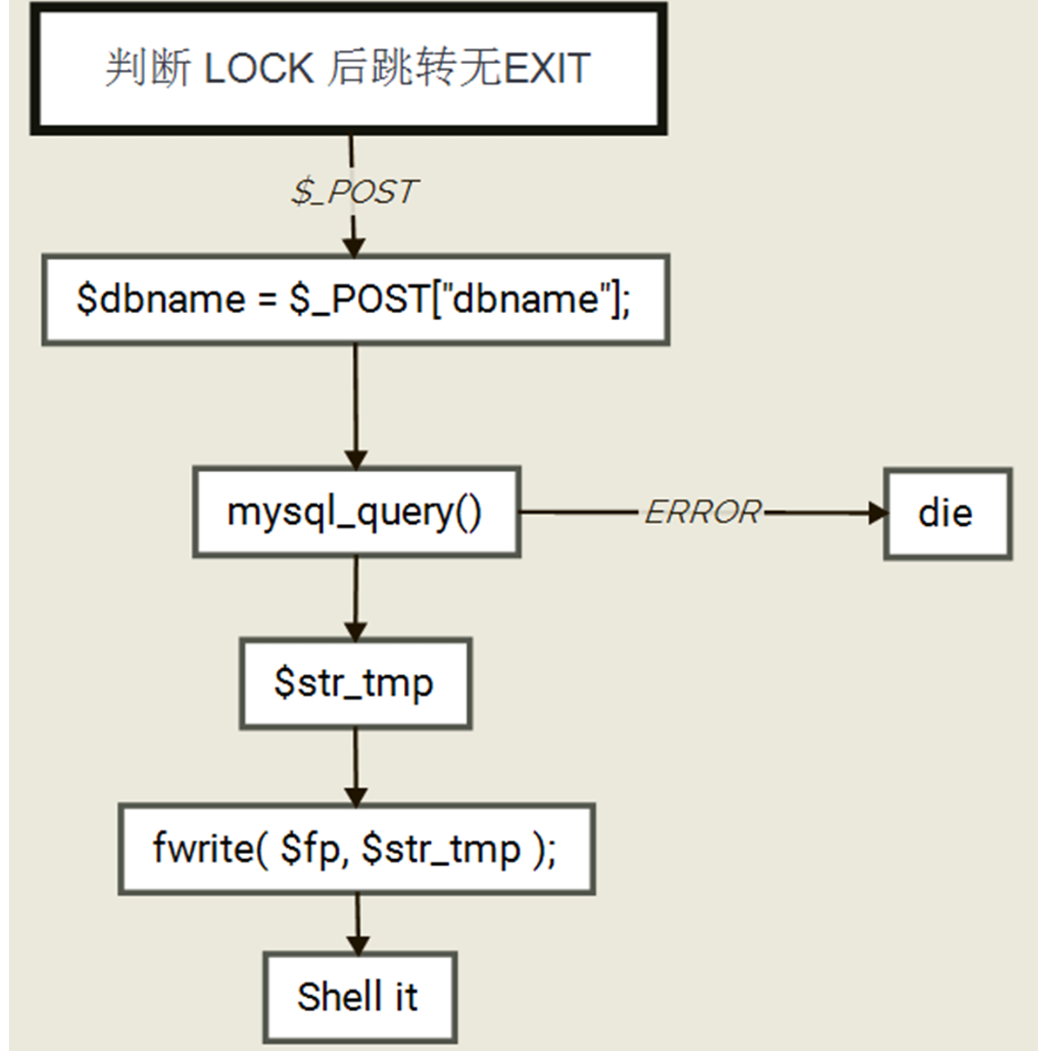 判断 LOCK 后跳转无EXIT
$_POST
$dbname = $_POST["dbname"];
mysql_query()
ERROR
die
$str_tmp
fwrite( $fp, $str_tmp );
Shell it